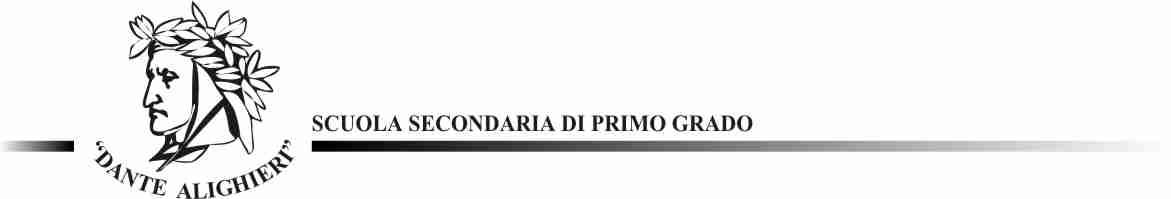 SCUOLA SECONDARIA DI PRIMO GRADO
“DANTE ALIGHIERI”